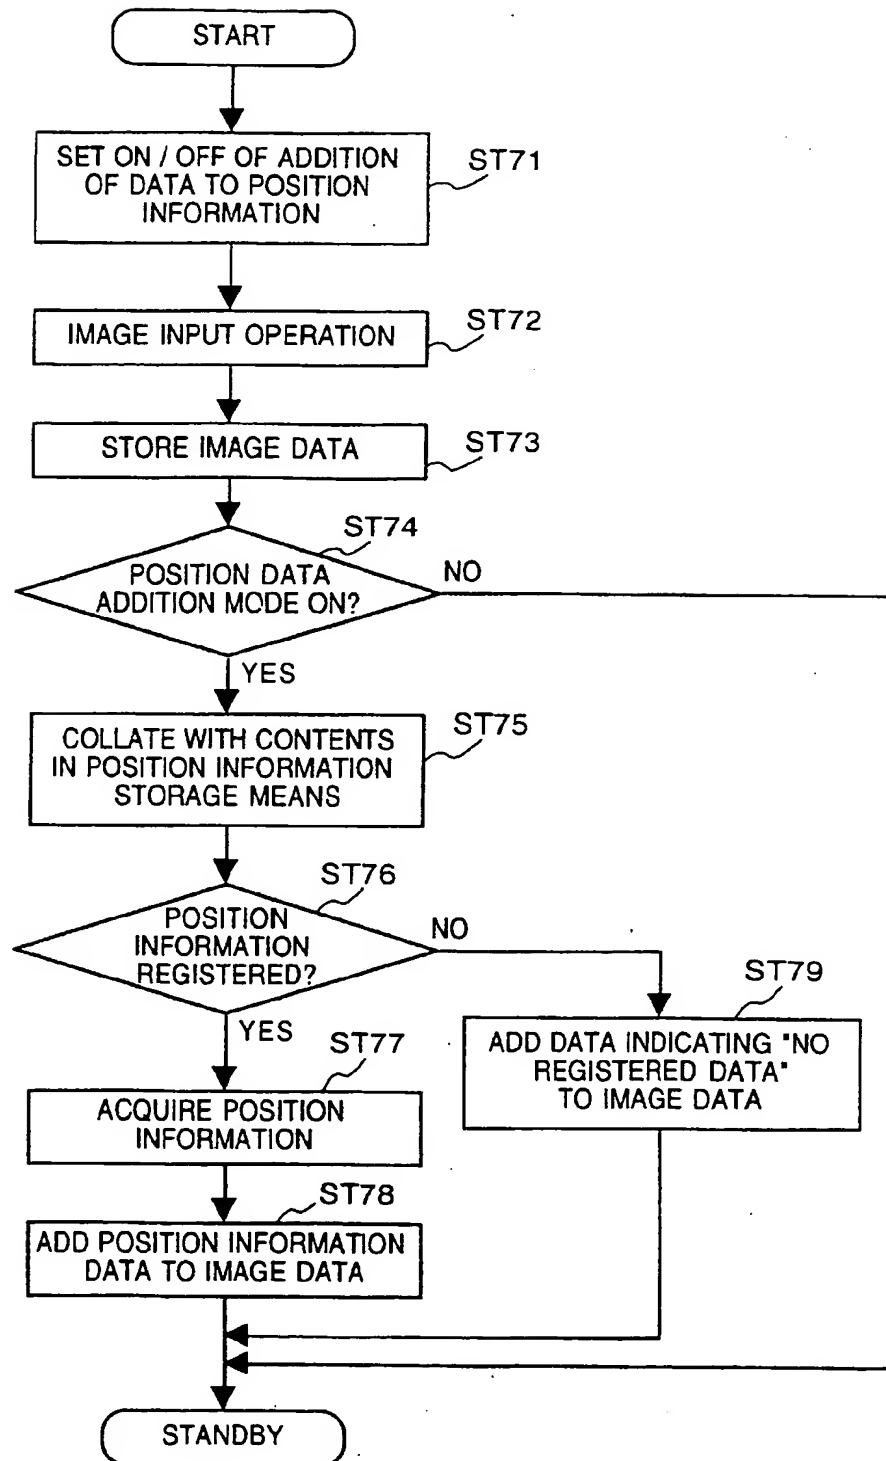 START
SET ON / OFF OF ADDITION
OF DATA TO POSITION
INFORMATION
ST71
IMAGE INPUT OPERATION
ST72
STORE IMAGE DATA
ST73
ST74
POSITION DATA
ADDITION MODE ON?
NO
YES
COLLATE WITH CONTENTS
IN POSITION INFORMATION
STORAGE MEANS
ST75
ST76
POSITION
INFORMATION
REGISTERED?
NO
YES
ST79
ADD DATA INDICATING "NO
REGISTERED DATA"
TO IMAGE DATA
ST77
ACQUIRE POSITION
INFORMATION
ST78
ADD POSITION INFORMATION
DATA TO IMAGE DATA
STANDBY